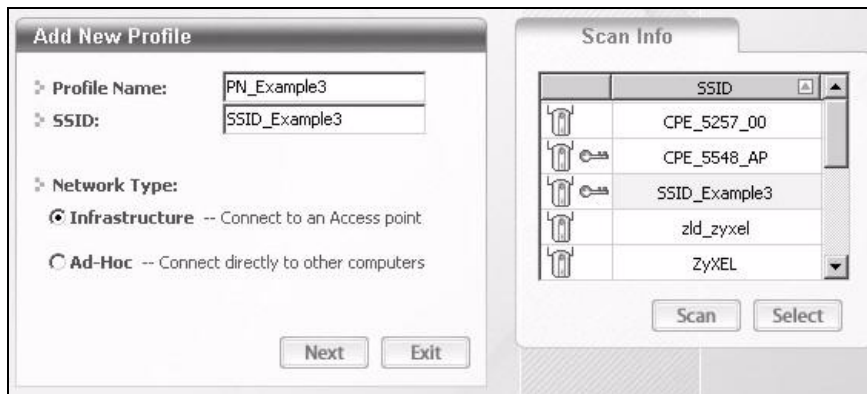 Add New Profile
Profile Name: PN_Example3
SSID: SSID_Example3
Network Type:
Infrastructure -- Connect to an Access point
Ad-Hoc -- Connect directly to other computers
Next Exit
Scan Info
SSID
CPE_5257_00
CPE_5548_AP
SSID_Example3
zld_zyxel
ZyXEL
Scan Select